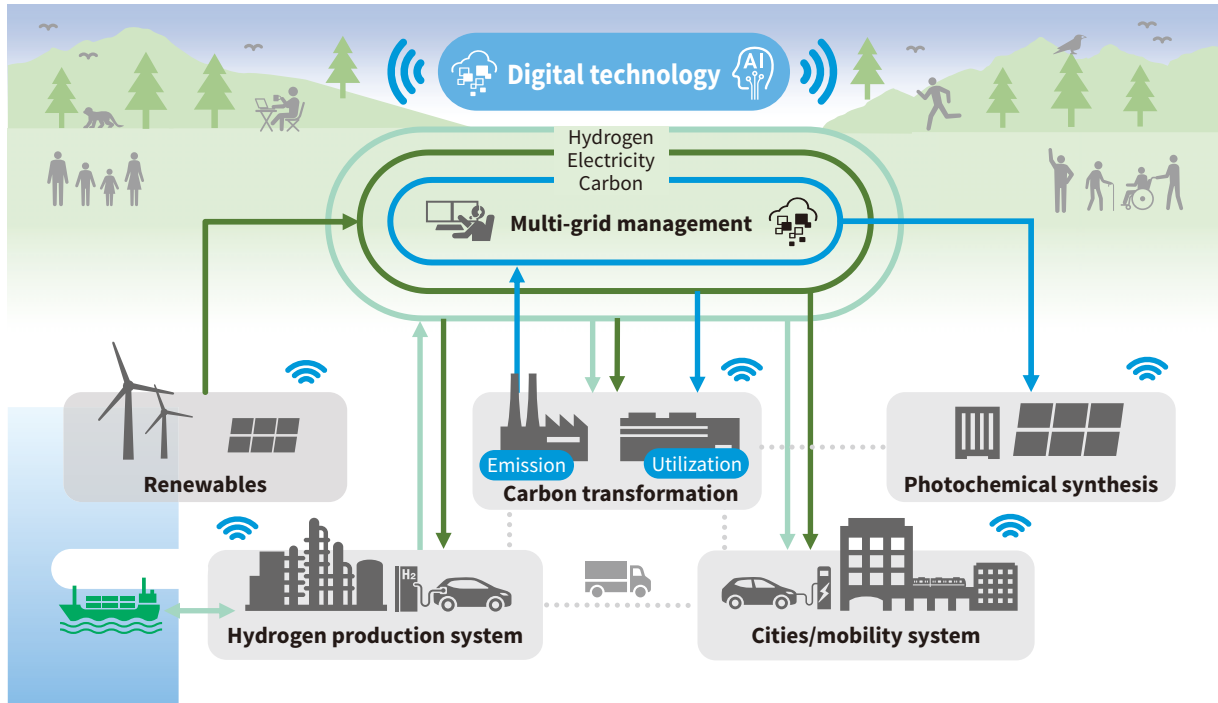 Digital technology
AI
Hydrogen
Electricity
Carbon
Multi-grid management
Renewables
Emission
Utilization
Carbon transformation
Photochemical synthesis
H2
Hydrogen production system
Cities/mobility system